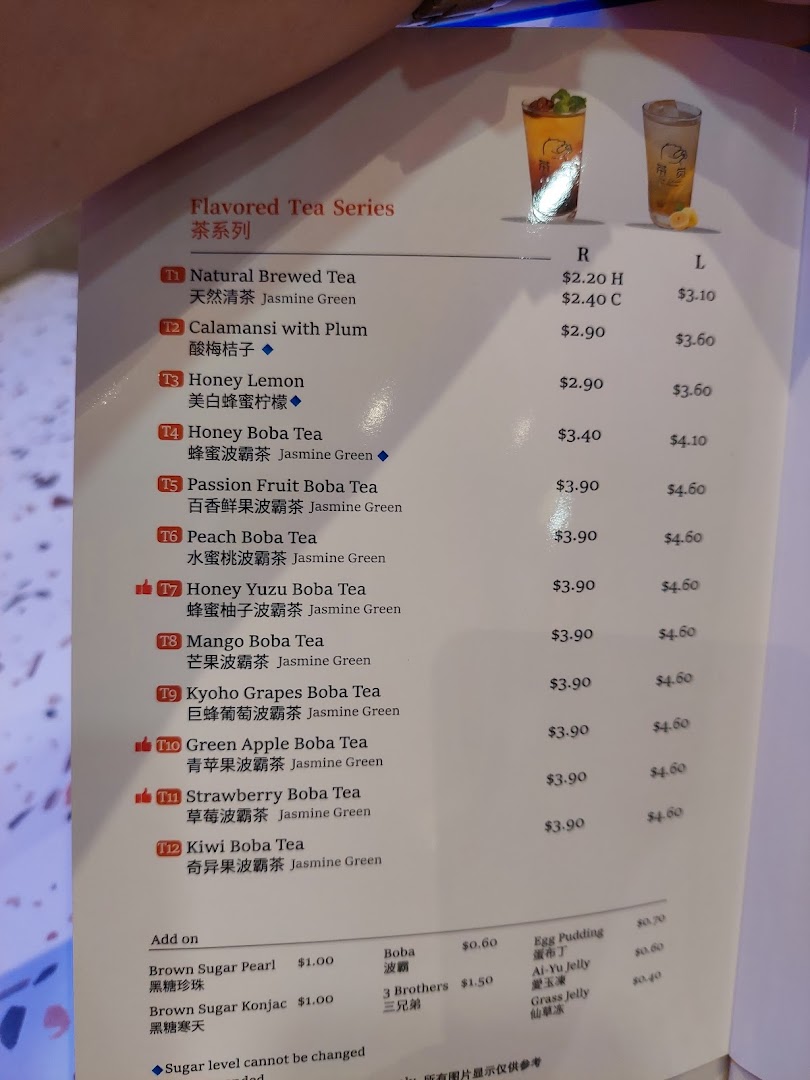 Flavored Tea Series
茶系列
R L
T1 Natural Brewed Tea $2.20 H
天然清茶 Jasmine Green $2.40 C $3.10
T2 Calamansi with Plum $2.90 $3.60
酸梅桔子 ◆
T3 Honey Lemon $2.90 $3.60
美白蜂蜜柠檬◆
T4 Honey Boba Tea $3.40 $4.10
蜂蜜波霸茶 Jasmine Green ◆
T5 Passion Fruit Boba Tea $3.90 $4.60
百香鲜果波霸茶 Jasmine Green
T6 Peach Boba Tea $3.90 $4.60
水蜜桃波霸茶 Jasmine Green
T7 Honey Yuzu Boba Tea $3.90 $4.60
蜂蜜柚子波霸茶 Jasmine Green
T8 Mango Boba Tea $3.90 $4.60
芒果波霸茶 Jasmine Green
T9 Kyoho Grapes Boba Tea $3.90 $4.60
巨蜂葡萄波霸茶 Jasmine Green
T10 Green Apple Boba Tea $3.90 $4.60
青苹果波霸茶 Jasmine Green
T11 Strawberry Boba Tea $3.90 $4.60
草莓波霸茶 Jasmine Green
T12 Kiwi Boba Tea $3.90 $4.60
奇异果波霸茶 Jasmine Green
Add on
Brown Sugar Pearl $1.00
黑糖珍珠
Brown Sugar Konjac $1.00
黑糖寒天
Boba $0.60
波霸
3 Brothers $1.50
三兄弟
Egg Pudding $0.70
蛋布丁
Ai-Yu Jelly $0.60
愛玉凍
Grass Jelly $0.40
仙草冻
◆Sugar level cannot be changed
所有图片显示仅供参考